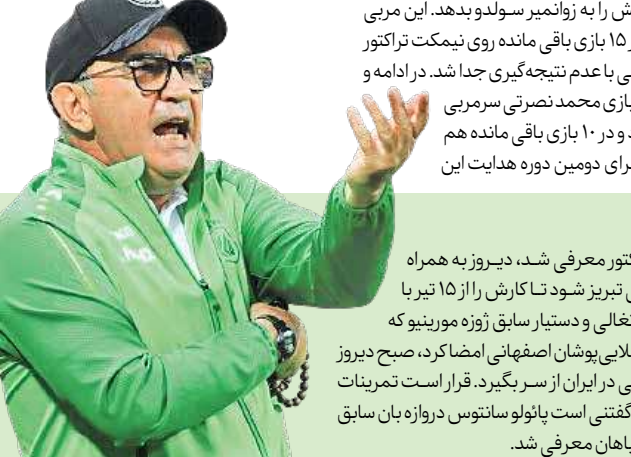 ش را به زوانمیر سولدو بدهد. این مربی
ر ۱۵ بازی باقی مانده روی نیمکت تراکتور
ی با عدم نتیجه‌گیری جدا شد. در ادامه و
بازی محمد نصرتی سرمربی
د و در ۱۰ بازی باقی مانده هم
رای دومین دوره هدایت این
کتور معرفی شد، دیروز به همراه
ی تبریز شود تا کارش را از ۱۵ تیر با
تغالی و دستیار سابق ژوزه مورینیو که
لایی‌پوشان اصفهانی امضا کرد، صبح دیروز
ی در ایران از سر بگیرد. قرار است تمرینات
گفتنی است پائولو سانتوس دروازه بان سابق
پاهان معرفی شد.